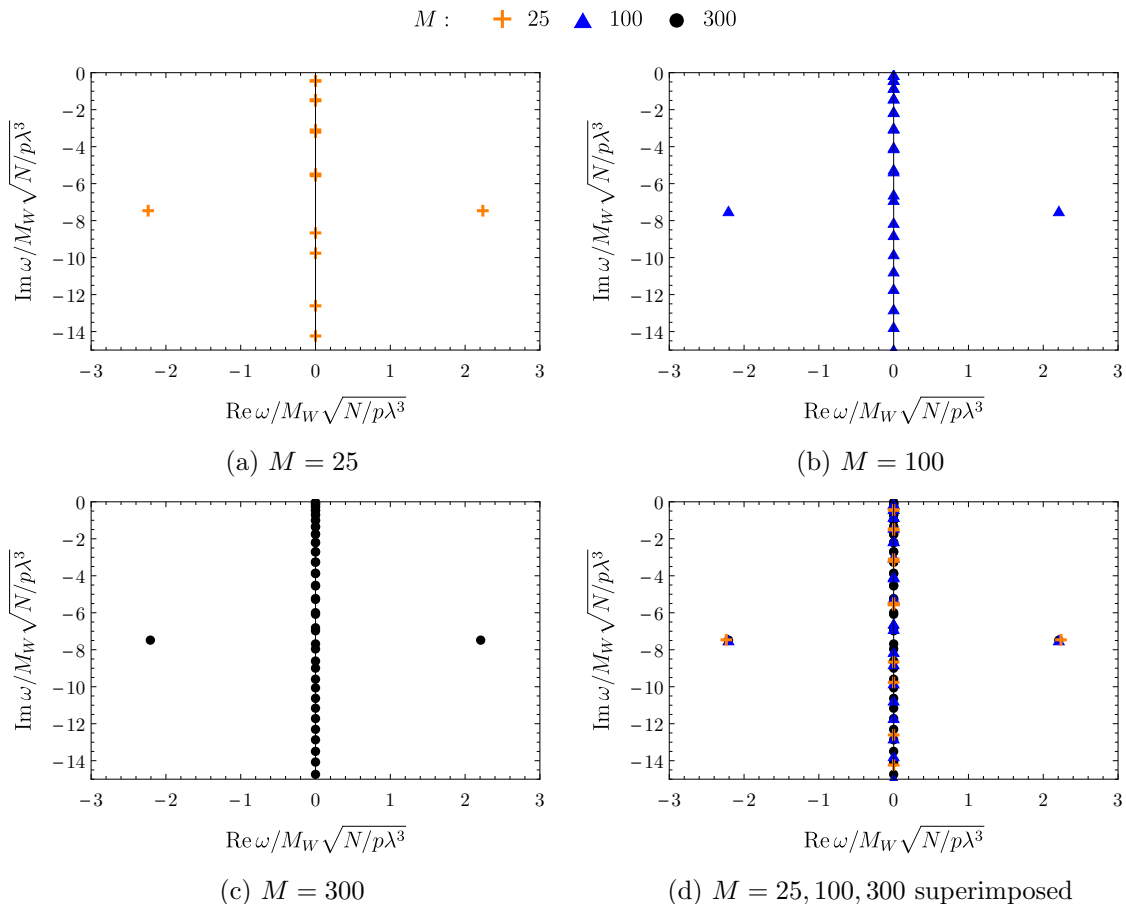 M : 25 100 300
0
−2
−4
−6
−8
−10
−12
−14
−3 −2 −1 0 1 2 3
Im ω/M_W √N/pλ³
Re ω/M_W √N/pλ³
(a) M = 25
0
−2
−4
−6
−8
−10
−12
−14
−3 −2 −1 0 1 2 3
Im ω/M_W √N/pλ³
Re ω/M_W √N/pλ³
(b) M = 100
0
−2
−4
−6
−8
−10
−12
−14
−3 −2 −1 0 1 2 3
Im ω/M_W √N/pλ³
Re ω/M_W √N/pλ³
(c) M = 300
0
−2
−4
−6
−8
−10
−12
−14
−3 −2 −1 0 1 2 3
Im ω/M_W √N/pλ³
Re ω/M_W √N/pλ³
(d) M = 25, 100, 300 superimposed